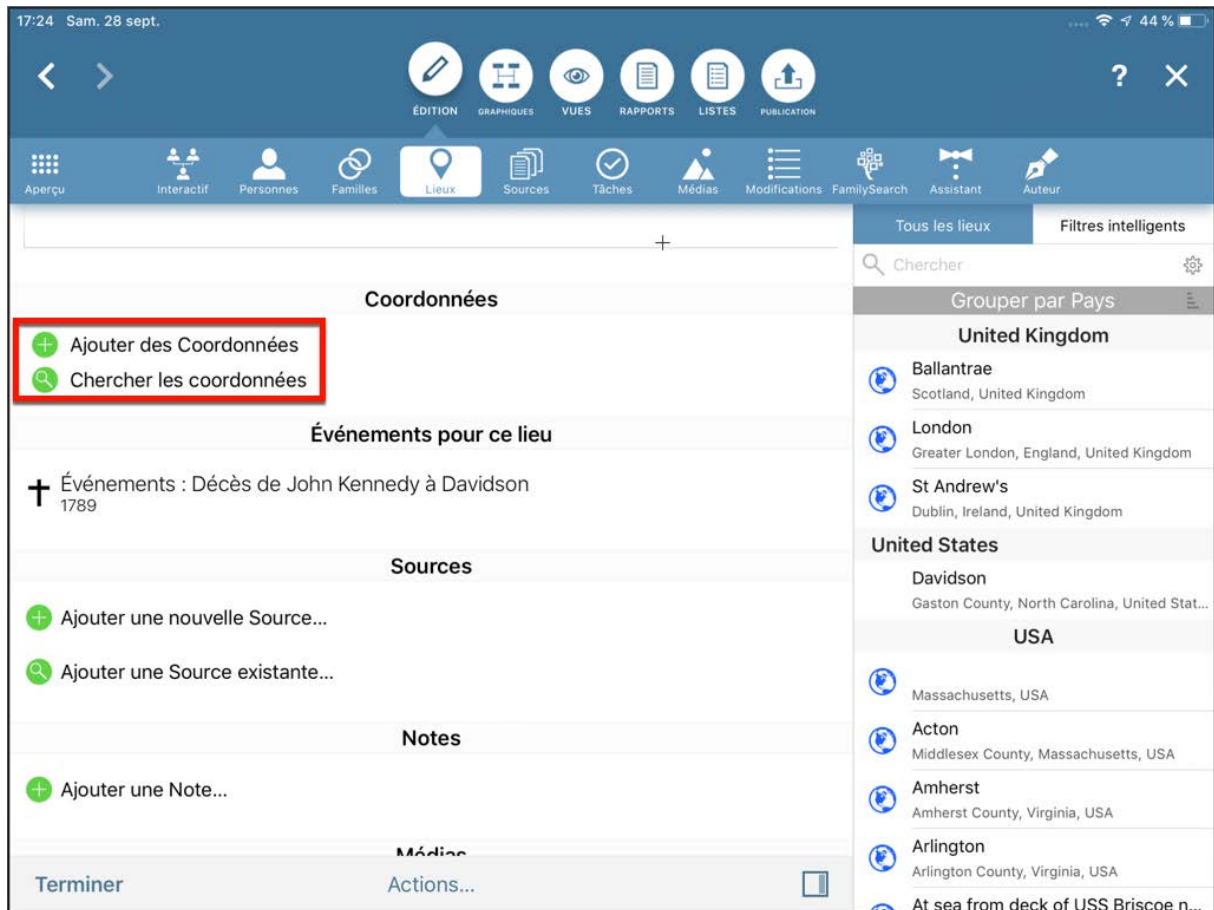 17:24 Sam. 28 sept.
44 %
ÉDITION
GRAPHIQUES
VUES
RAPPORTS
LISTES
PUBLICATION
?
Aperçu
Interactif
Personnes
Familles
Lieux
Sources
Tâches
Médias
Modifications
FamilySearch
Assistant
Auteur
Coordonnées
Ajouter des Coordonnées
Chercher les coordonnées
Événements pour ce lieu
Événements : Décès de John Kennedy à Davidson
1789
Sources
Ajouter une nouvelle Source...
Ajouter une Source existante...
Notes
Ajouter une Note...
Médias
Terminer
Actions...
Tous les lieux
Filtres intelligents
Chercher
Grouper par Pays
United Kingdom
Ballantrae
Scotland, United Kingdom
London
Greater London, England, United Kingdom
St Andrew's
Dublin, Ireland, United Kingdom
United States
Davidson
Gaston County, North Carolina, United Stat...
USA
Massachusetts, USA
Acton
Middlesex County, Massachusetts, USA
Amherst
Amherst County, Virginia, USA
Arlington
Arlington County, Virginia, USA
At sea from deck of USS Briscoe n...